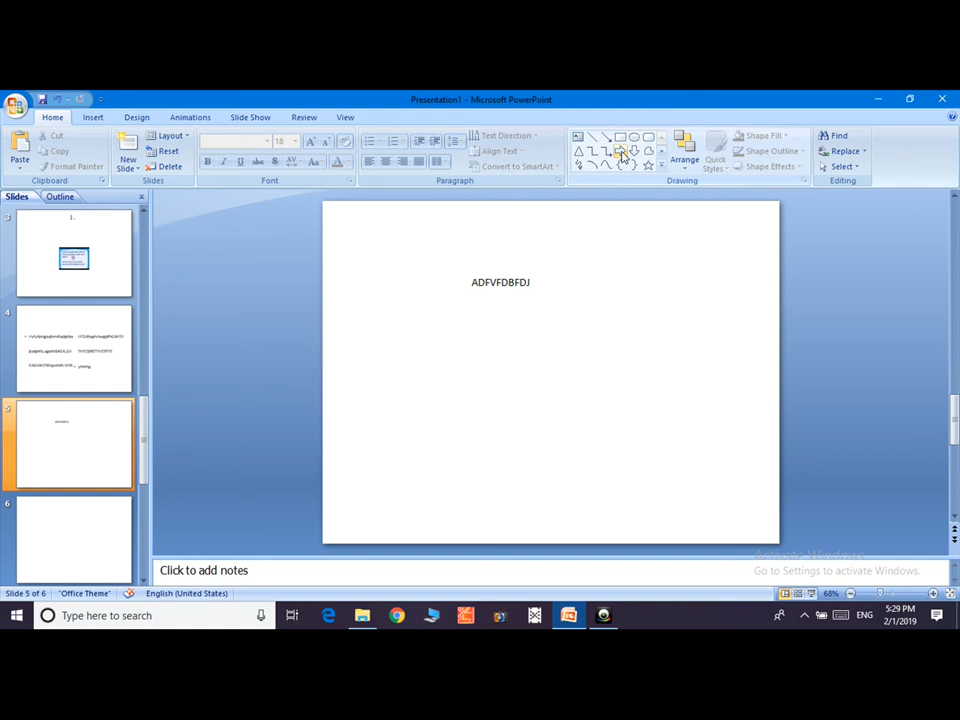 Presentation1 - Microsoft PowerPoint
Home Insert Design Animations Slide Show Review View
Cut
Copy
Format Painter
Paste
Clipboard
New Slide
Layout
Reset
Delete
Slides
18
B I U S AV Aa A
Font
Text Direction
Align Text
Convert to SmartArt
Paragraph
Arrange
Quick Styles
Shape Fill
Shape Outline
Shape Effects
Drawing
Find
Replace
Select
Editing
Slides Outline
3
1.
4
5
6
ADFVFDBFDJ
Click to add notes
Activate Windows
Go to Settings to activate Windows.
Slide 5 of 6 "Office Theme" English (United States) 68%
Type here to search
ENG
5:29 PM
2/1/2019